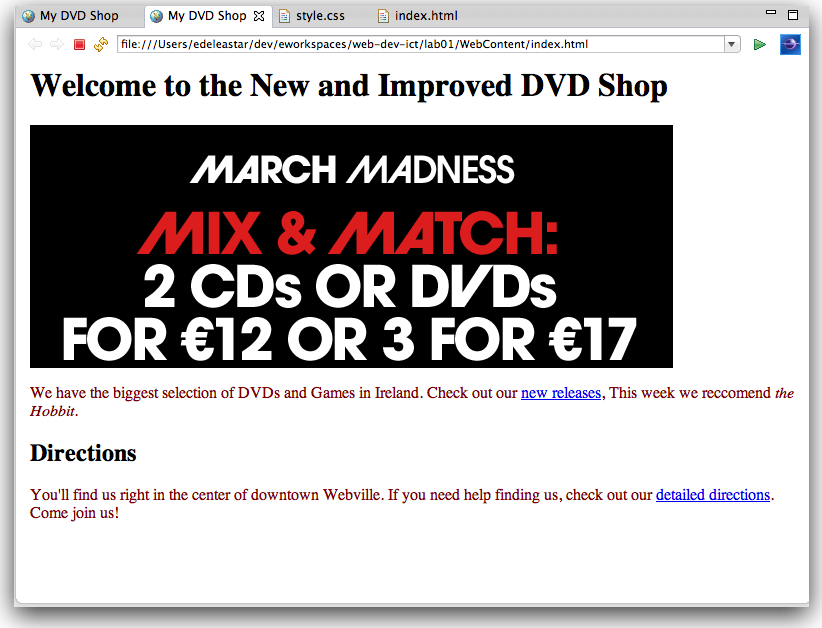 My DVD Shop
My DVD Shop
style.css
index.html
file:///Users/edeleastar/dev/eworkspaces/web-dev-ict/lab01/WebContent/index.html
Welcome to the New and Improved DVD Shop
MARCH MADNESS
MIX & MATCH:
2 CDs OR DVDs
FOR €12 OR 3 FOR €17
We have the biggest selection of DVDs and Games in Ireland. Check out our new releases, This week we reccomend the
Hobbit.
Directions
You'll find us right in the center of downtown Webville. If you need help finding us, check out our detailed directions.
Come join us!